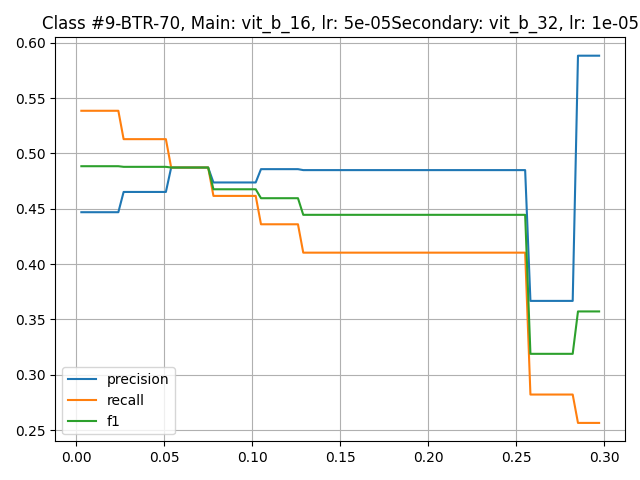 Class #9-BTR-70, Main: vit_b_16, lr: 5e-05Secondary: vit_b_32, lr: 1e-05
0.60
0.55
0.50
0.45
0.40
0.35
0.30
0.25
precision
recall
f1
0.00 0.05 0.10 0.15 0.20 0.25 0.30